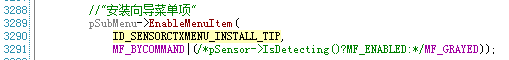 3288 //“安装向导菜单项”
3289 pSubMenu->EnableMenuItem(
3290 ID_SENSORCTXMENU_INSTALL_TIP,
3291 MF_BYCOMMAND|(/*pSensor->IsDetecting()?MF_ENABLED:*/MF_GRAYED));